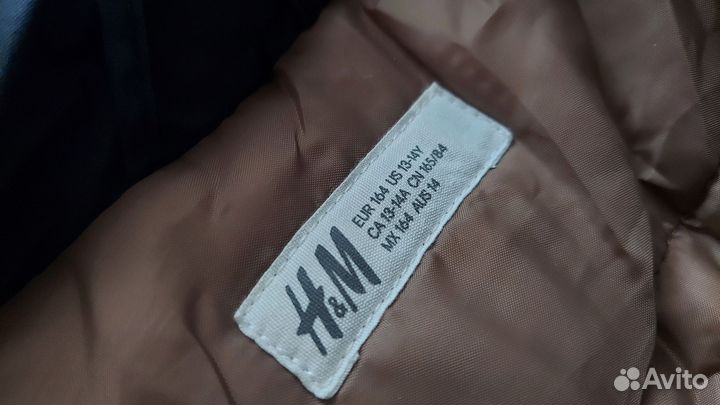 H&M
EUR 164 US 13-14Y
CA 13-14A CN 165/84
MX 164 AUS 14
Avito